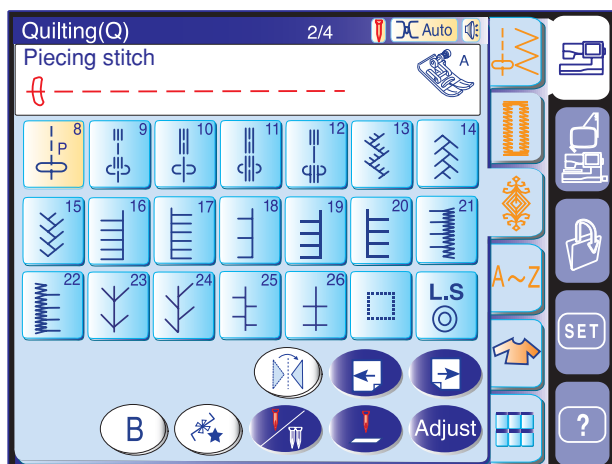 Quilting(Q) 2/4 Auto
Piecing stitch A
8 P 9 10 11 12 13 14
15 16 17 18 19 20 21
22 23 24 25 26 L.S
A~Z
SET
B Adjust ?